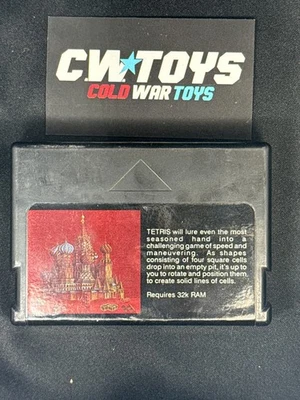 C.W.★TOYS
COLD WAR TOYS
TETRIS will lure even the most
seasoned hand into a
challenging game of speed and
maneuvering. As shapes
consisting of four square cells
drop into an empty pit, it's up to
you to rotate and position them
to create solid lines of cells.
Requires 32k RAM